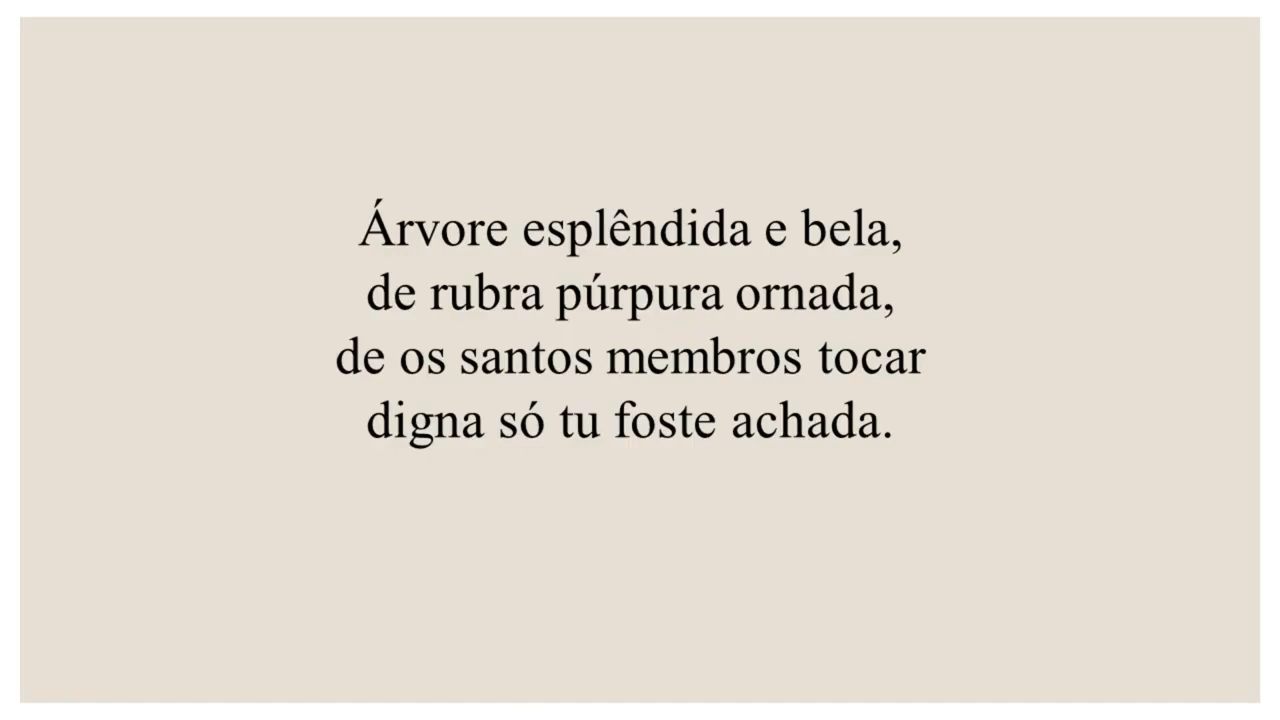 Árvore esplêndida e bela,
de rubra púrpura ornada,
de os santos membros tocar
digna só tu foste achada.